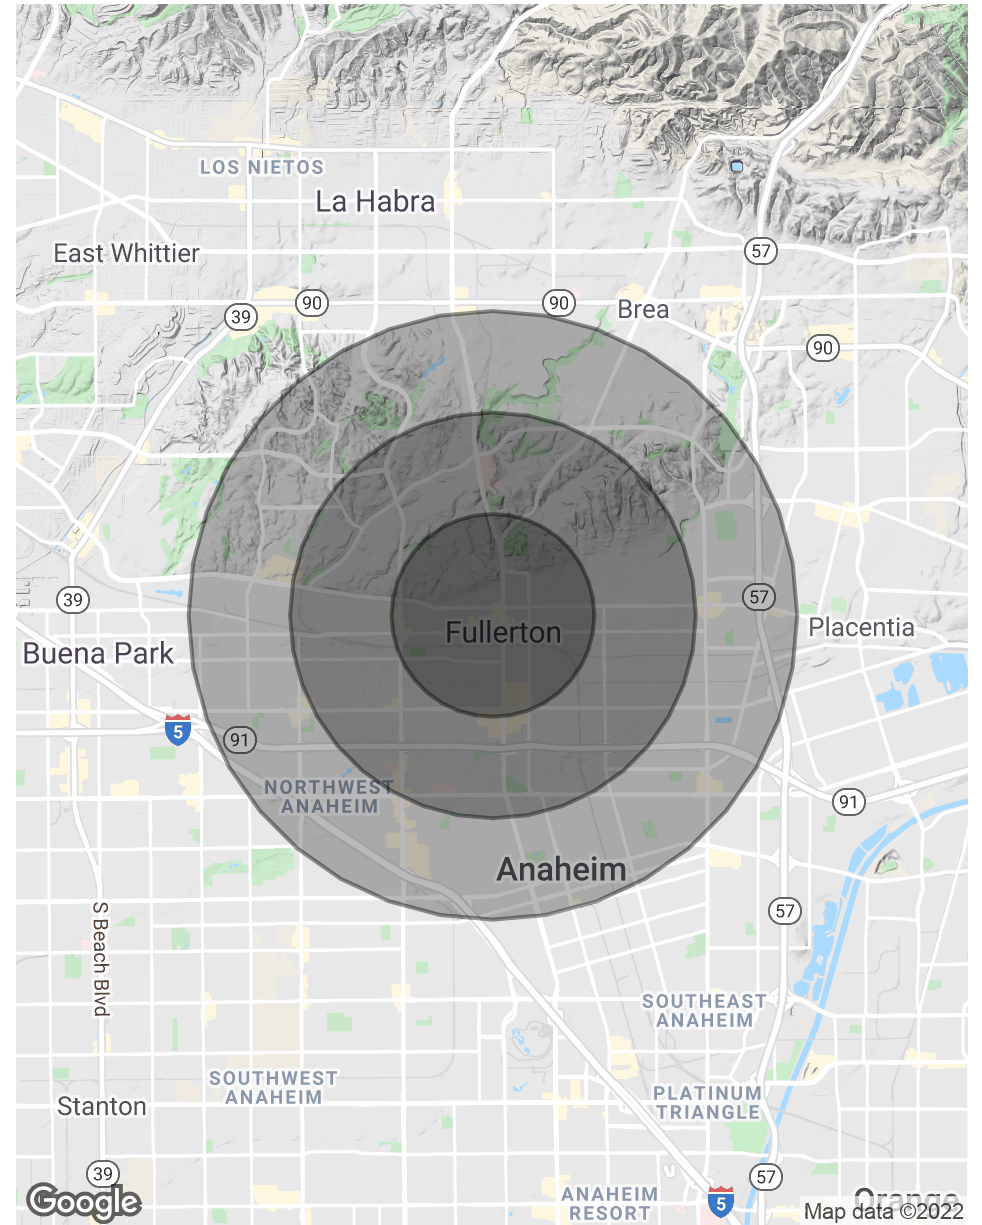 LOS NIETOS
La Habra
East Whittier
57
90
90
39
Brea
90
39
57
Fullerton
Placentia
Buena Park
5
91
NORTHWEST
ANAHEIM
91
Anaheim
57
S Beach Blvd
SOUTHEAST
ANAHEIM
SOUTHWEST
ANAHEIM
PLATINUM
TRIANGLE
Stanton
39
57
ANAHEIM
RESORT
5
Orange
Google
Map data ©2022